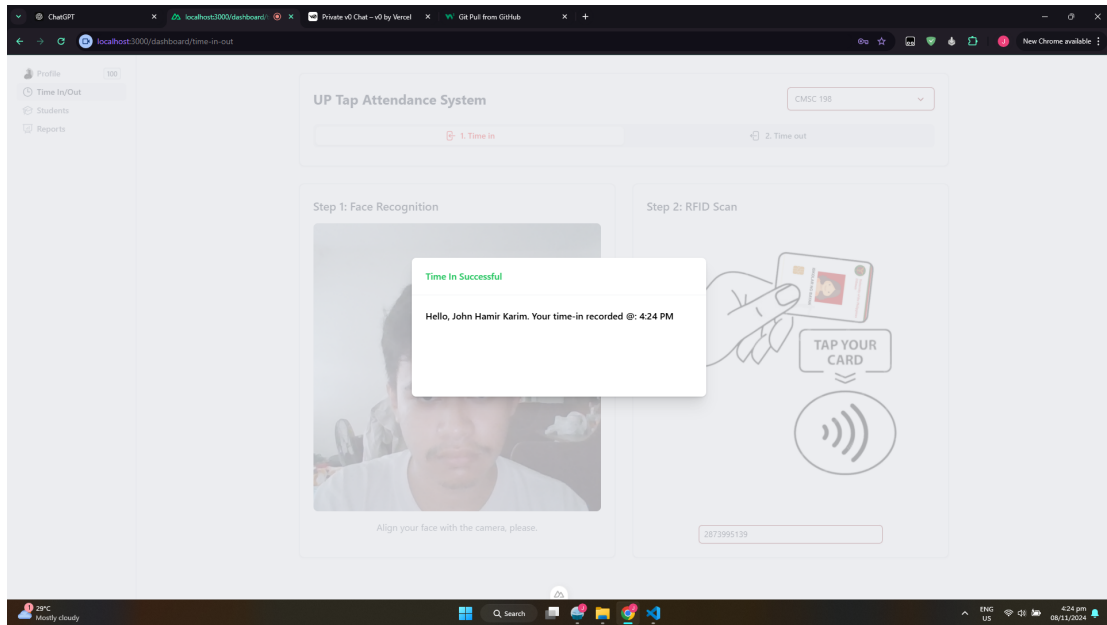 ChatGPT
localhost:3000/dashboard/
Private v0 Chat – v0 by Vercel
Git Pull from GitHub
localhost:3000/dashboard/time-in-out
New Chrome available
Profile 100
Time In/Out
Students
Reports
UP Tap Attendance System
CMSC 198
1. Time in
2. Time out
Step 1: Face Recognition
Step 2: RFID Scan
Time In Successful
Hello, John Hamir Karim. Your time-in recorded @: 4:24 PM
TAP YOUR
CARD
Align your face with the camera, please.
2873995139
1
29°C
Mostly cloudy
Search
ENG
US
4:24 pm
08/11/2024